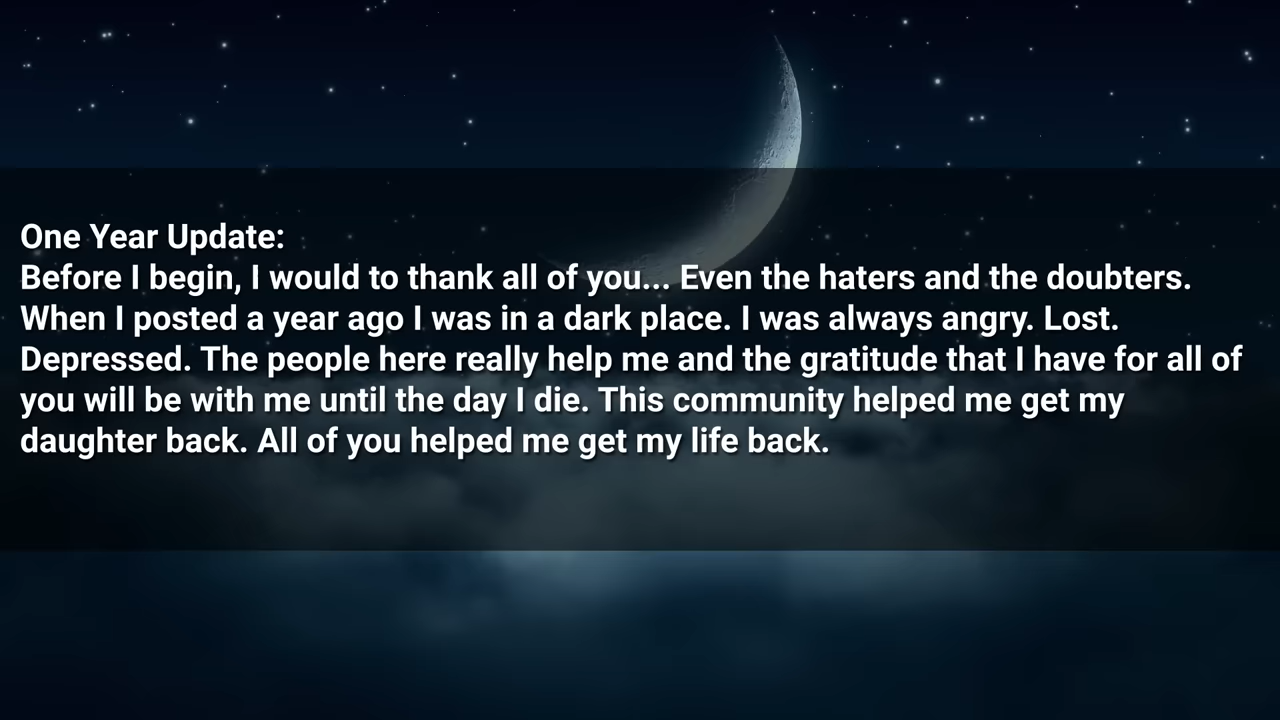 One Year Update:
Before I begin, I would to thank all of you... Even the haters and the doubters.
When I posted a year ago I was in a dark place. I was always angry. Lost.
Depressed. The people here really help me and the gratitude that I have for all of
you will be with me until the day I die. This community helped me get my
daughter back. All of you helped me get my life back.